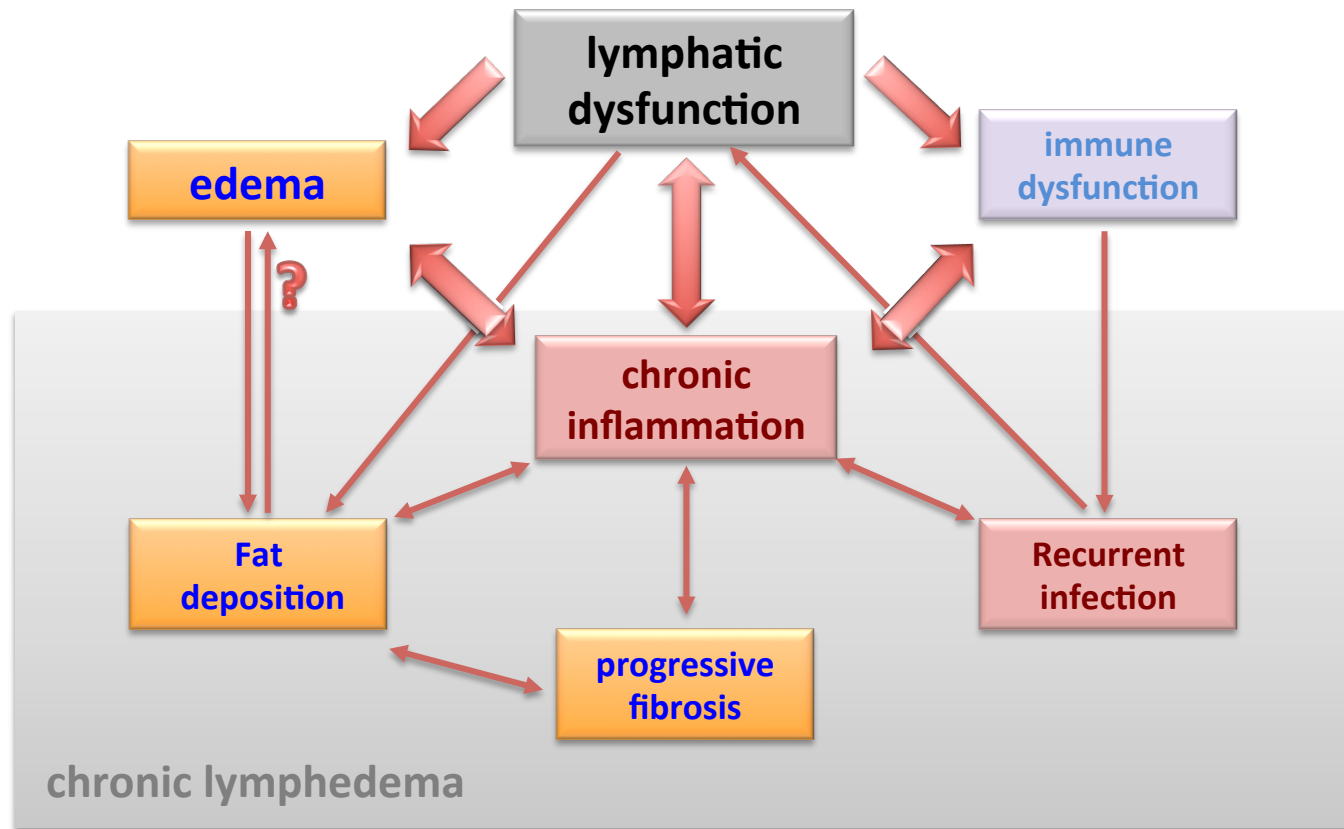 lymphatic
dysfunction
immune
dysfunction
edema
?
chronic
inflammation
Fat
deposition
Recurrent
infection
progressive
fibrosis
chronic lymphedema